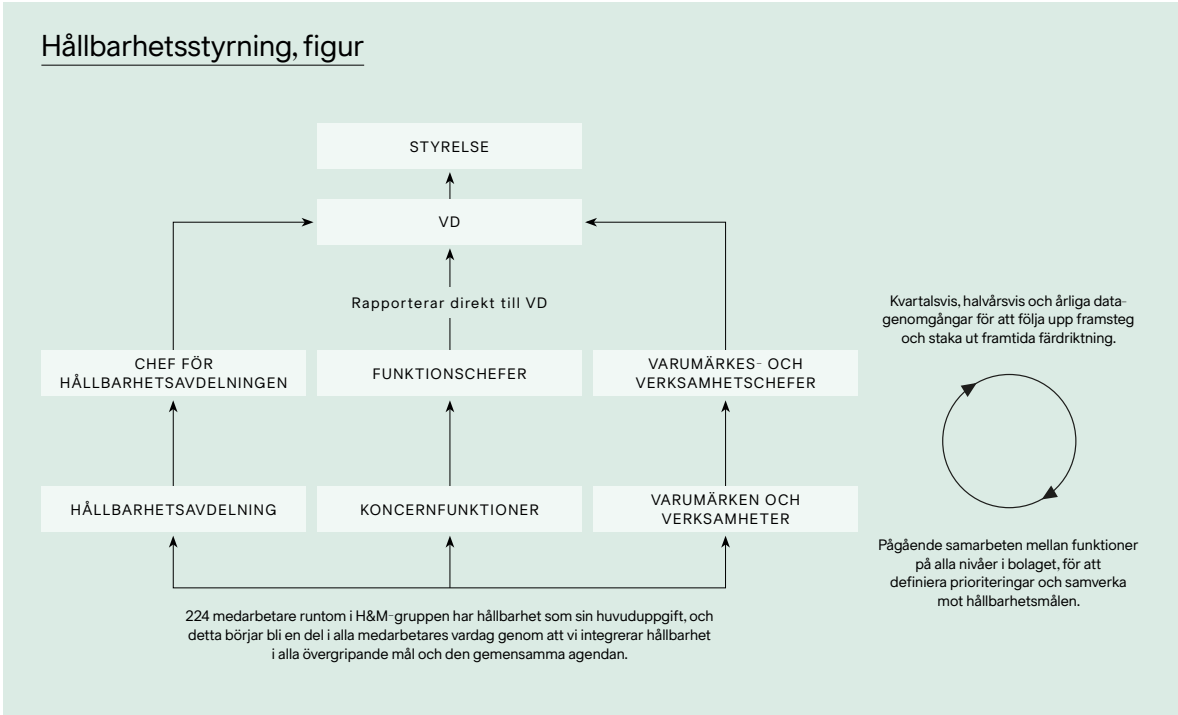 Hållbarhetsstyrning, figur
STYRELSE
VD
Rapporterar direkt till VD
CHEF FÖR
HÅLLBARHETSAVDELNINGEN
FUNKTIONSCHEFER
VARUMÄRKES- OCH
VERKSAMHETSCHEFER
HÅLLBARHETSAVDELNING
KONCERNFUNKTIONER
VARUMÄRKEN OCH
VERKSAMHETER
224 medarbetare runtom i H&M-gruppen har hållbarhet som sin huvuduppgift, och
detta börjar bli en del i alla medarbetares vardag genom att vi integrerar hållbarhet
i alla övergripande mål och den gemensamma agendan.
Kvartalsvis, halvårsvis och årliga data-
genomgångar för att följa upp framsteg
och staka ut framtida färdriktning.
Pågående samarbeten mellan funktioner
på alla nivåer i bolaget, för att
definiera prioriteringar och samverka
mot hållbarhetsmålen.